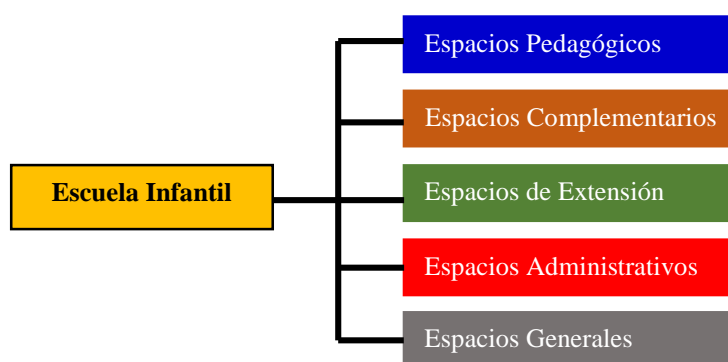 Espacios Pedagógicos
Espacios Complementarios
Escuela Infantil
Espacios de Extensión
Espacios Administrativos
Espacios Generales